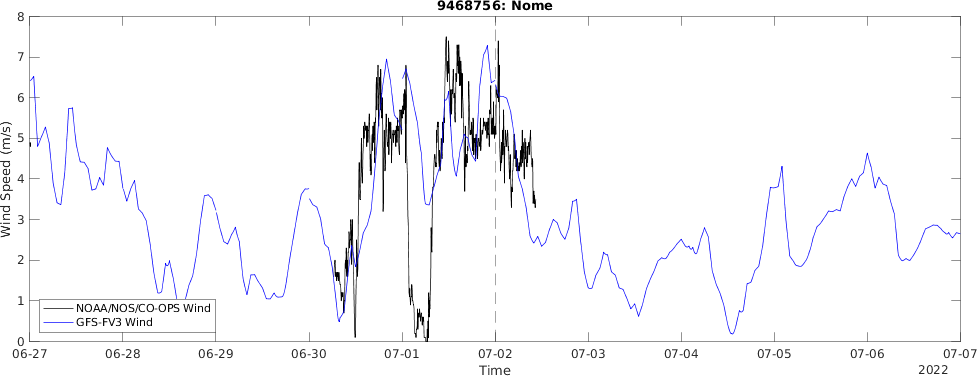 9468756: Nome
8
7
6
5
4
3
2
1
0
Wind Speed (m/s)
NOAA/NOS/CO-OPS Wind
GFS-FV3 Wind
06-27 06-28 06-29 06-30 07-01 07-02 07-03 07-04 07-05 07-06 07-07
Time
2022